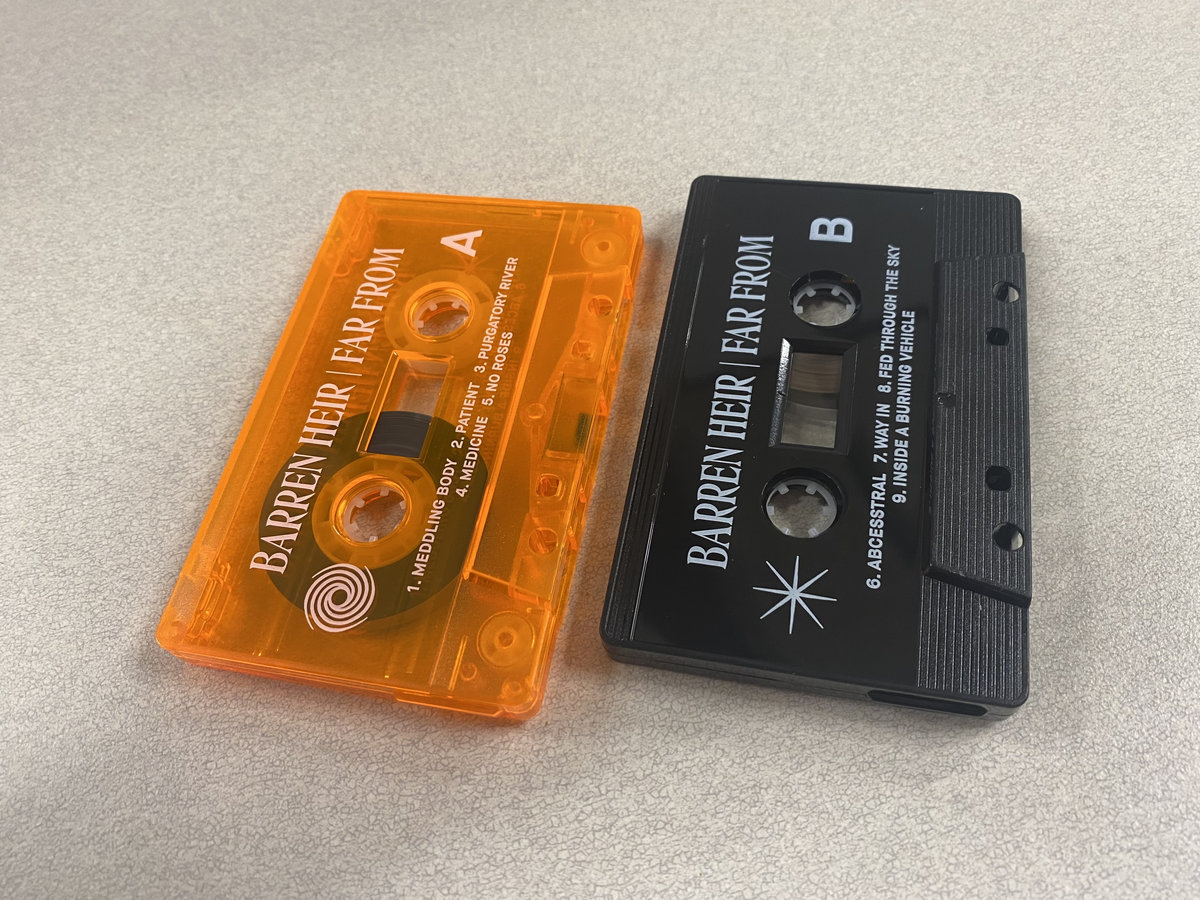 BARREN HEIR | FAR FROM
A
1. MEDDLING BODY 2. PATIENT 3. PURGATORY RIVER
4. MEDICINE 5. NO ROSES
BARREN HEIR | FAR FROM
B
6. ABCESSTRAL 7. WAY IN 8. FED THROUGH THE SKY
9. INSIDE A BURNING VEHICLE